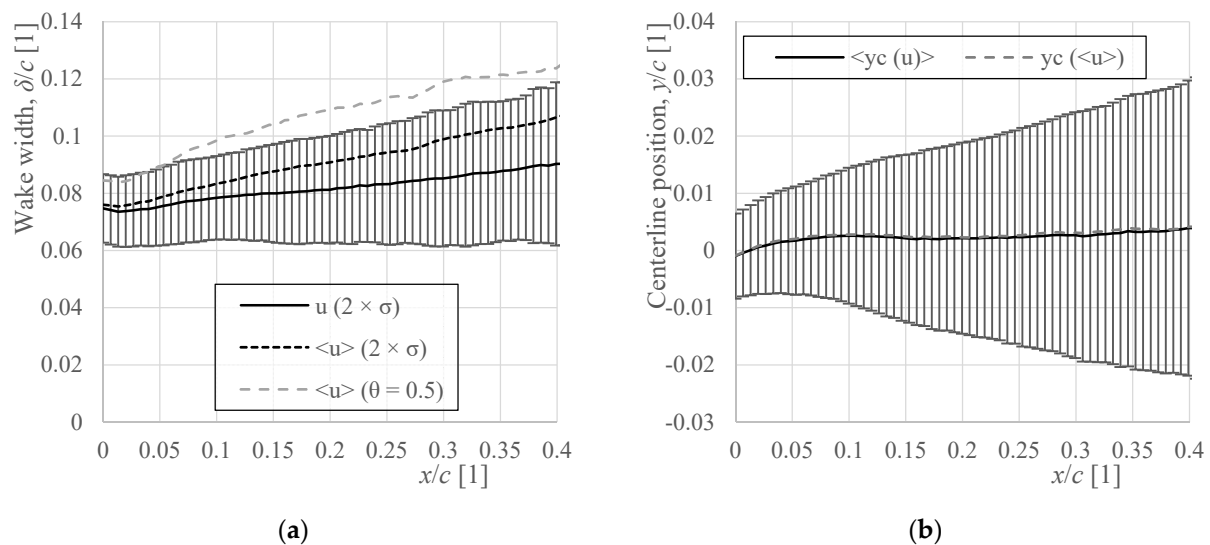 Wake width, δ/c [1]
0.14
0.12
0.1
0.08
0.06
0.04
0.02
0
u (2 × σ)
<u> (2 × σ)
<u> (θ = 0.5)
0 0.05 0.1 0.15 0.2 0.25 0.3 0.35 0.4
x/c [1]
(a)
Centerline position, y/c [1]
0.04
0.03
0.02
0.01
0
-0.01
-0.02
-0.03
<yc (u)> yc (<u>)
0 0.05 0.1 0.15 0.2 0.25 0.3 0.35 0.4
x/c [1]
(b)